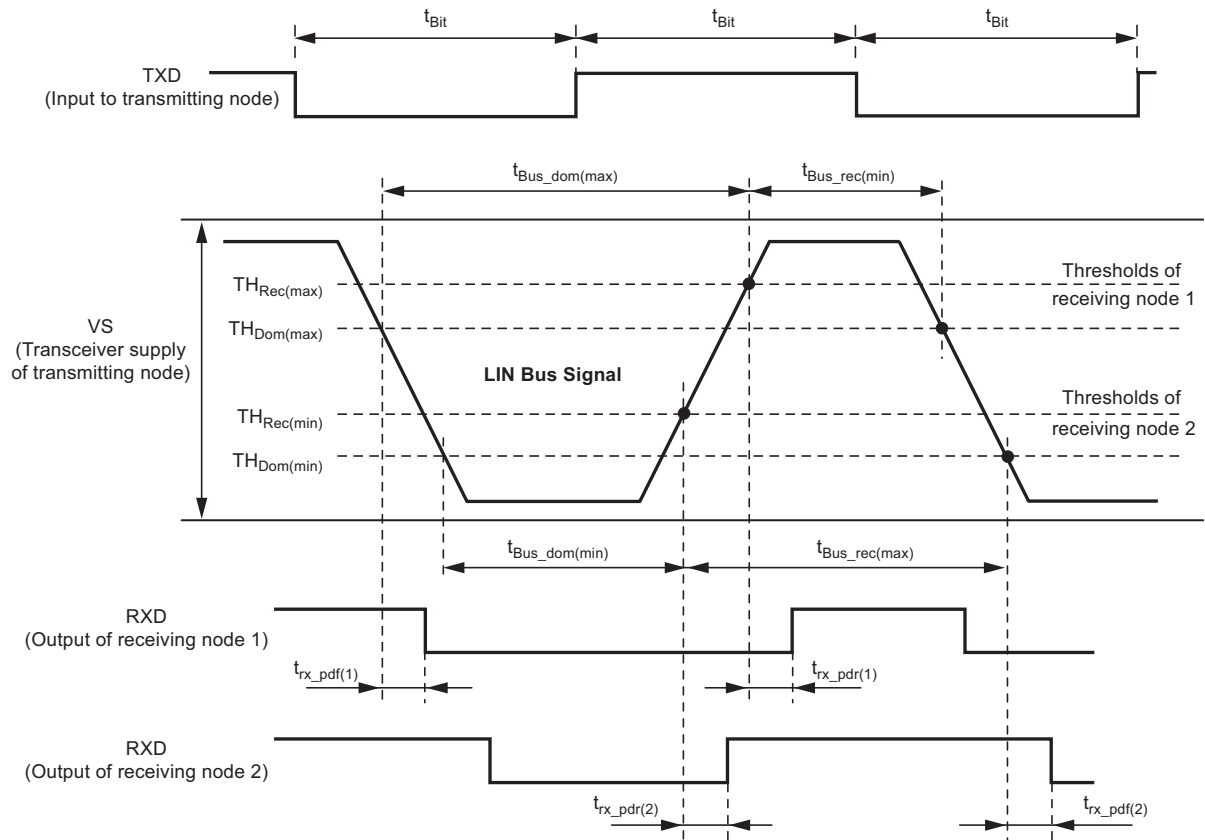 tBit
tBit
tBit
TXD
(Input to transmitting node)
tBus_dom(max)
tBus_rec(min)
THRec(max)
Thresholds of
receiving node 1
THDom(max)
VS
(Transceiver supply
of transmitting node)
LIN Bus Signal
THRec(min)
Thresholds of
receiving node 2
THDom(min)
tBus_dom(min)
tBus_rec(max)
RXD
(Output of receiving node 1)
trx_pdf(1)
trx_pdr(1)
RXD
(Output of receiving node 2)
trx_pdr(2)
trx_pdf(2)